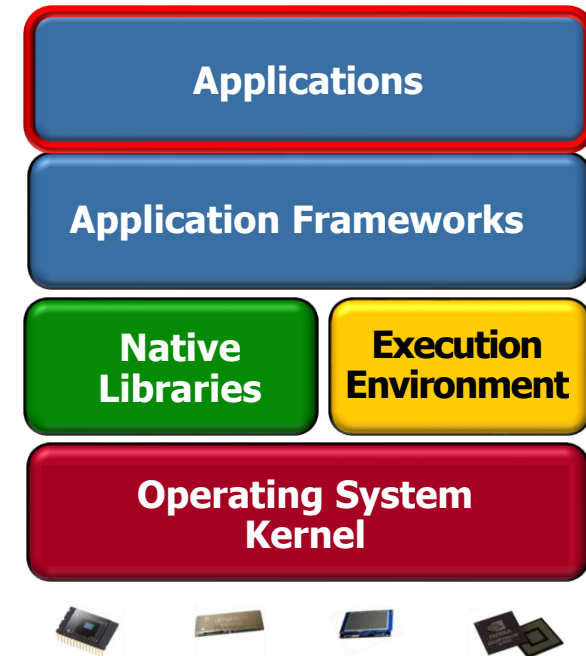 Applications
Application Frameworks
Native
Libraries
Execution
Environment
Operating System
Kernel